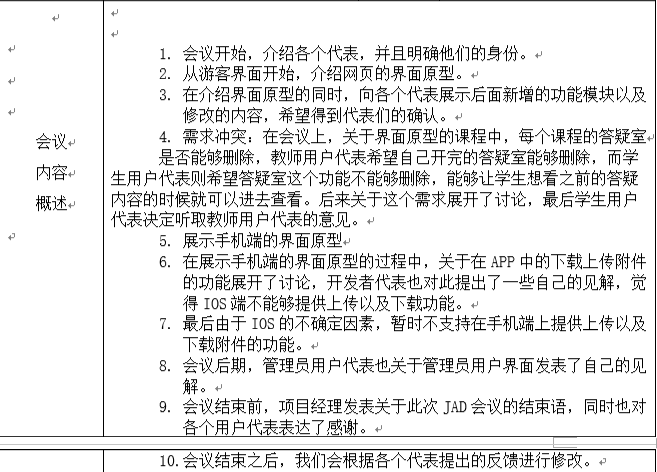 会议
内容
概述
1. 会议开始，介绍各个代表，并且明确他们的身份。
2. 从游客界面开始，介绍网页的界面原型。
3. 在介绍界面原型的同时，向各个代表展示后面新增的功能模块以及
修改的内容，希望得到代表们的确认。
4. 需求冲突：在会议上，关于界面原型的课程中，每个课程的答疑室
是否能够删除，教师用户代表希望自己开完的答疑室能够删除，而学
生用户代表则希望答疑室这个功能不能够删除，能够让学生想看之前的答疑
内容的时候就可以进去查看。后来关于这个需求展开了讨论，最后学生用户
代表决定听取教师用户代表的意见。
5. 展示手机端的界面原型
6. 在展示手机端的界面原型的过程中，关于在 APP 中的下载上传附件
的功能展开了讨论，开发者代表也对此提出了一些自己的见解，觉
得 IOS 端不能够提供上传以及下载功能。
7. 最后由于 IOS 的不确定因素，暂时不支持在手机端上提供上传以及
下载附件的功能。
8. 会议后期，管理员用户代表也关于管理员用户界面发表了自己的见
解。
9. 会议结束前，项目经理发表关于此次 JAD 会议的结束语，同时也对
各个用户代表表达了感谢。
10. 会议结束之后，我们会根据各个代表提出的反馈进行修改。